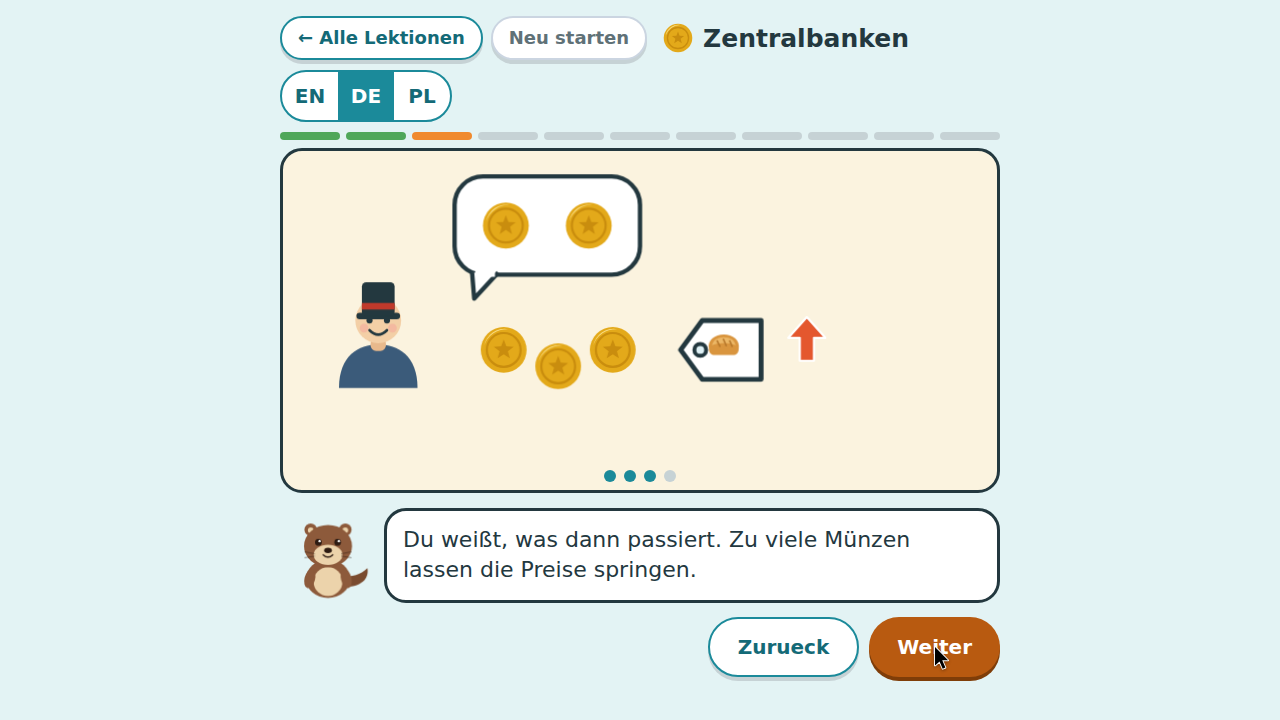 ← Alle Lektionen
Neu starten
Zentralbanken
EN DE PL
Du weißt, was dann passiert. Zu viele Münzen
lassen die Preise springen.
Zurueck
Weiter